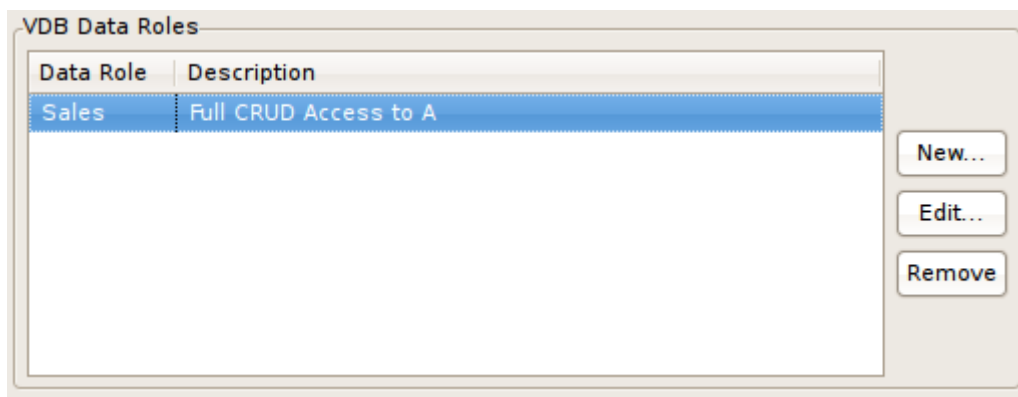 VDB Data Roles
Data Role Description
Sales Full CRUD Access to A
New...
Edit...
Remove